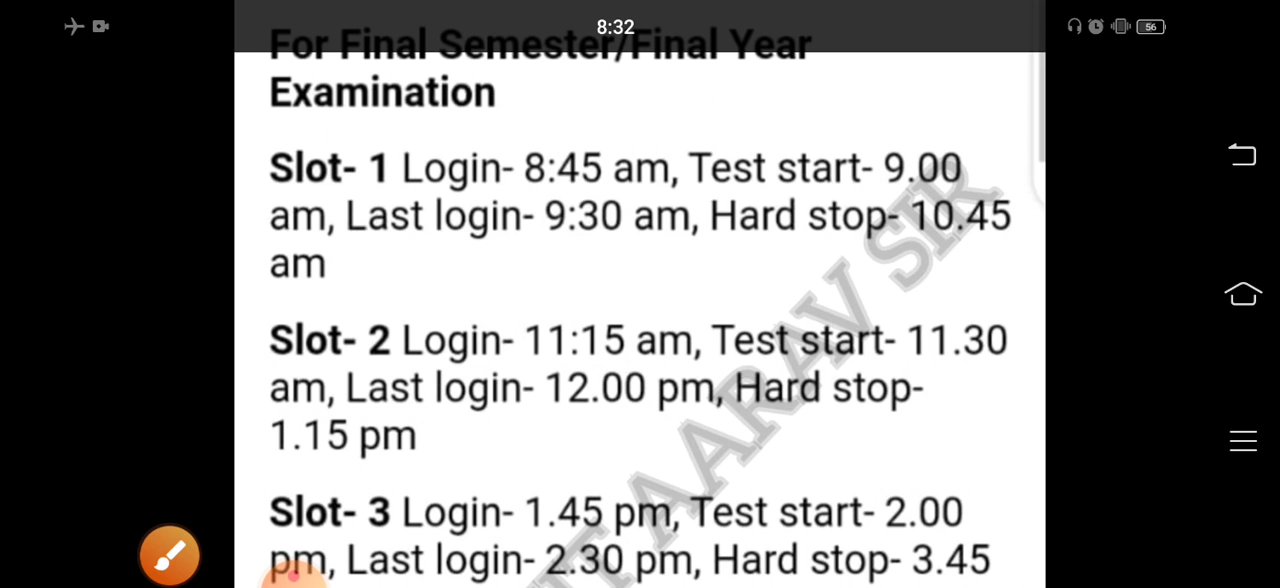 8:32
56
For Final Semester/Final Year
Examination
Slot- 1 Login- 8:45 am, Test start- 9.00
am, Last login- 9:30 am, Hard stop- 10.45
am
Slot- 2 Login- 11:15 am, Test start- 11.30
am, Last login- 12.00 pm, Hard stop-
1.15 pm
Slot- 3 Login- 1.45 pm, Test start- 2.00
pm, Last login- 2.30 pm, Hard stop- 3.45
AARAV SIR